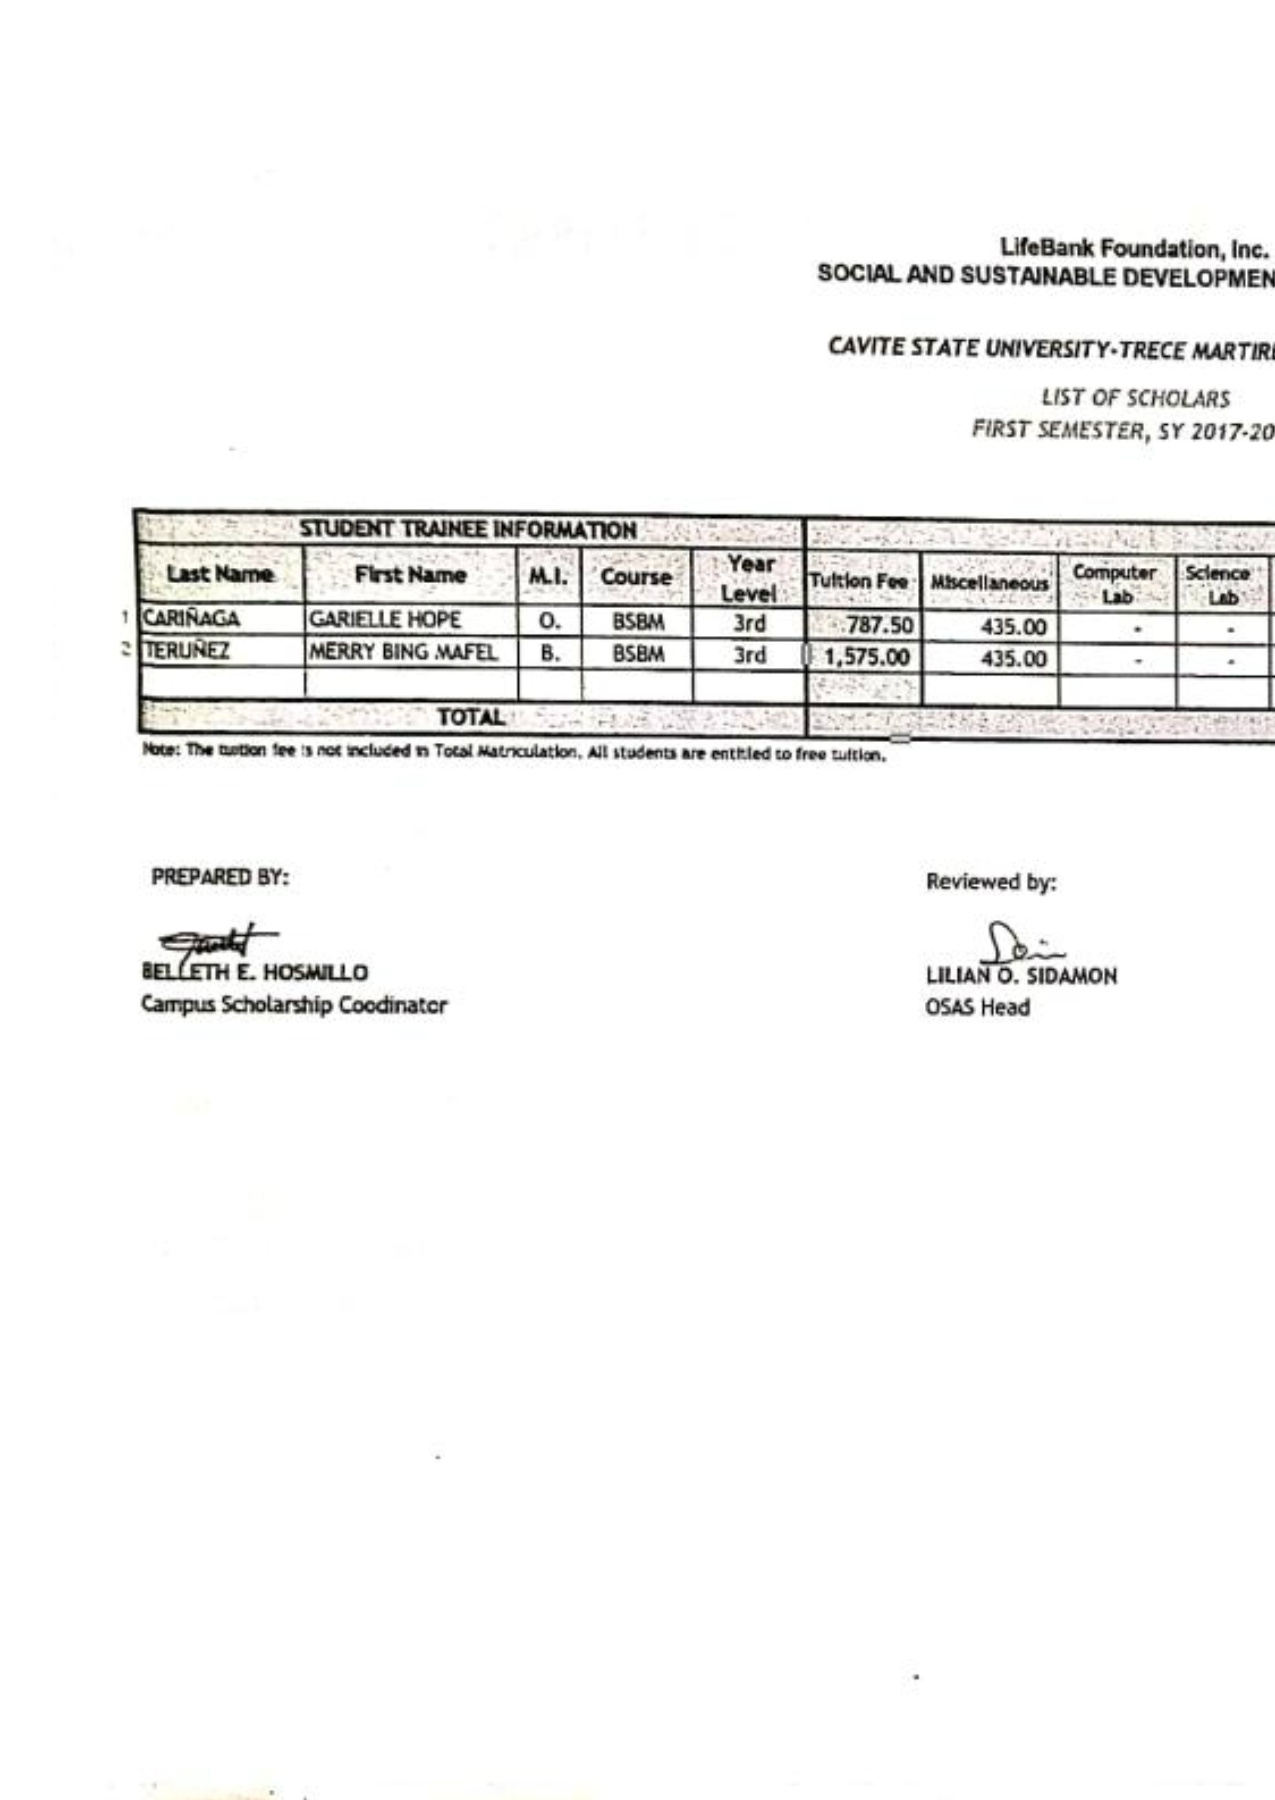 LifeBank Foundation, Inc.
SOCIAL AND SUSTAINABLE DEVELOPMEN
CAVITE STATE UNIVERSITY-TRECE MARTIRE
LIST OF SCHOLARS
FIRST SEMESTER, SY 2017-20
STUDENT TRAINEE INFORMATION
Last Name First Name M.I. Course Year Level Tuition Fee Miscellaneous Computer Lab Science Lab
1 CARIÑAGA GARIELLE HOPE O. BSBM 3rd 787.50 435.00 - -
2 TERUÑEZ MERRY BING MAFEL B. BSBM 3rd 1,575.00 435.00 - -
TOTAL
Note: The tuition fee is not included in Total Matriculation. All students are entitled to free tuition.
PREPARED BY: Reviewed by:
BELLETH E. HOSMILLO LILIAN O. SIDAMON
Campus Scholarship Coodinator OSAS Head